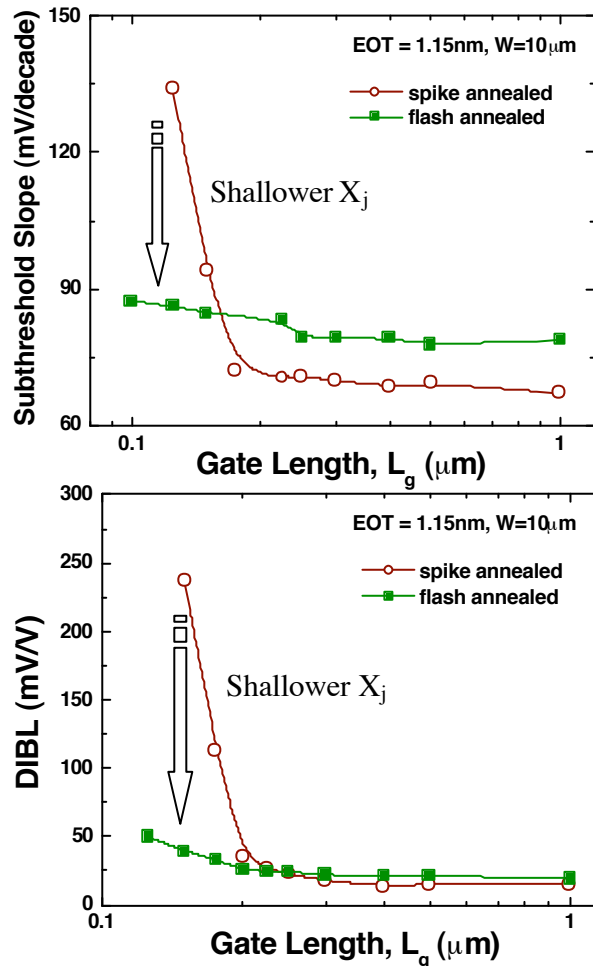 150
EOT = 1.15nm, W=10μm
spike annealed
flash annealed
120
Shallower Xj
90
60
0.1
1
Subthreshold Slope (mV/decade)
Gate Length, Lg (μm)
300
EOT = 1.15nm, W=10μm
250
spike annealed
flash annealed
200
150
Shallower Xj
100
50
0
0.1
1
DIBL (mV/V)
Gate Length, Lg (μm)